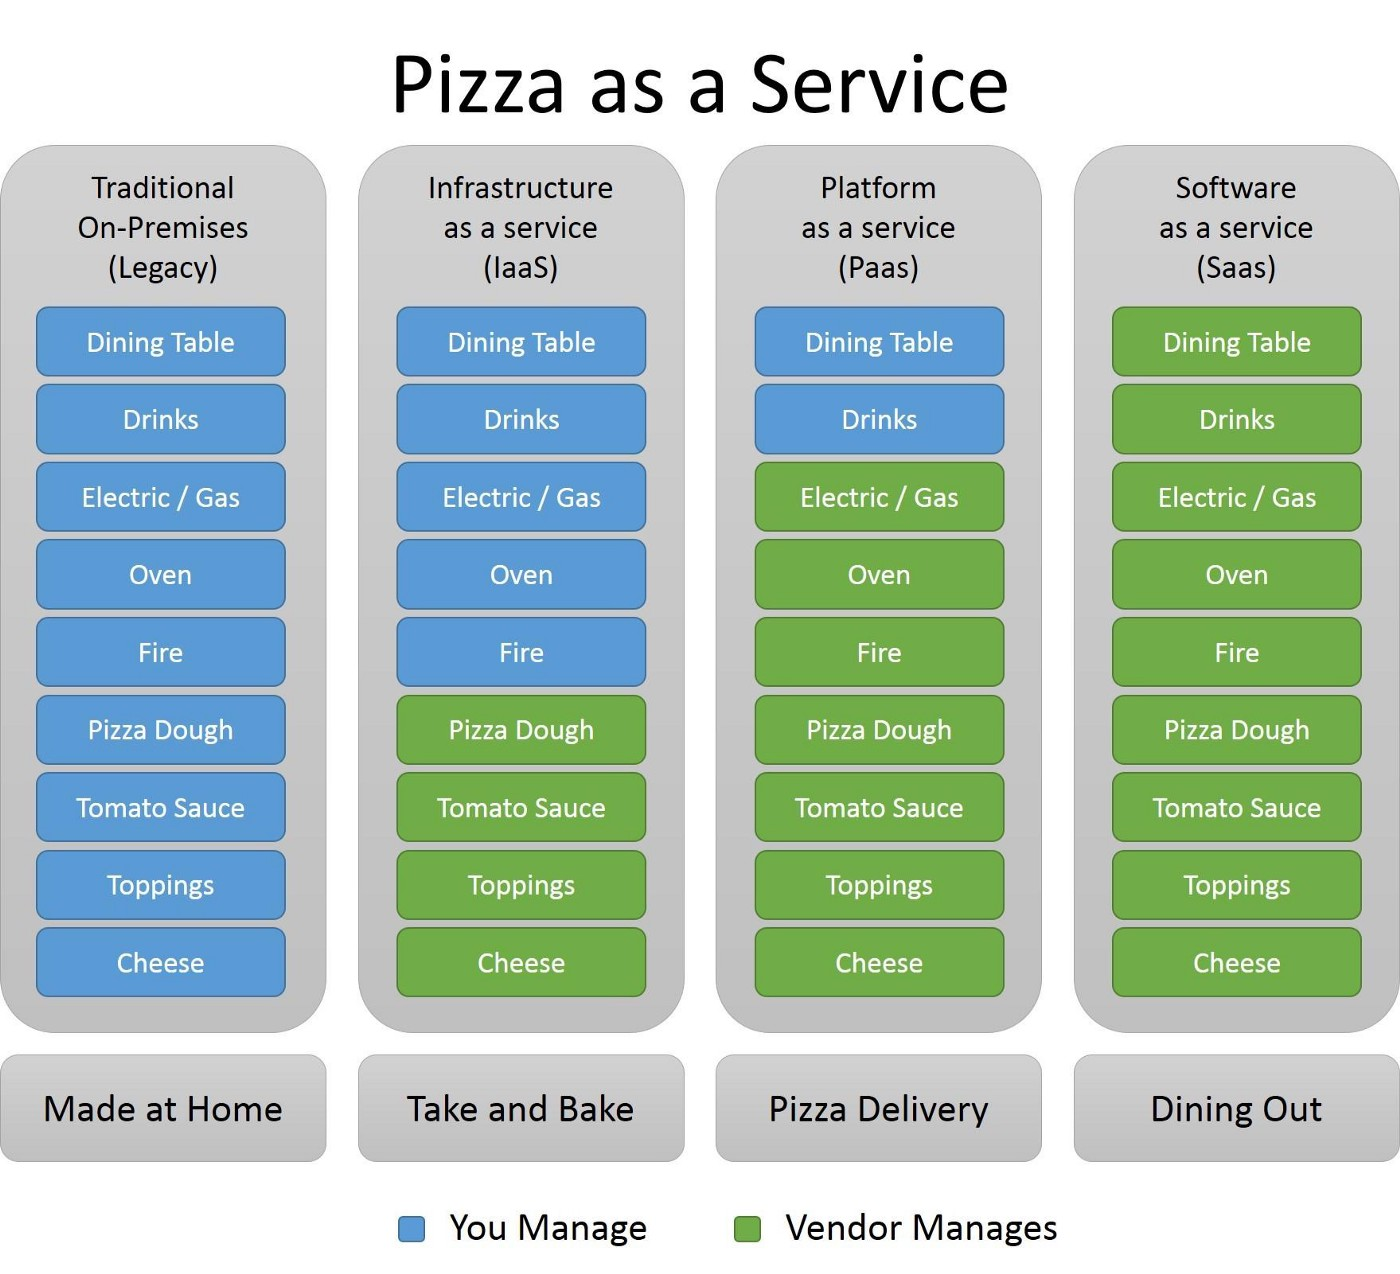 Pizza as a Service
Traditional
On-Premises
(Legacy)
Dining Table
Drinks
Electric / Gas
Oven
Fire
Pizza Dough
Tomato Sauce
Toppings
Cheese
Made at Home
Infrastructure
as a service
(IaaS)
Dining Table
Drinks
Electric / Gas
Oven
Fire
Pizza Dough
Tomato Sauce
Toppings
Cheese
Take and Bake
Platform
as a service
(Paas)
Dining Table
Drinks
Electric / Gas
Oven
Fire
Pizza Dough
Tomato Sauce
Toppings
Cheese
Pizza Delivery
Software
as a service
(Saas)
Dining Table
Drinks
Electric / Gas
Oven
Fire
Pizza Dough
Tomato Sauce
Toppings
Cheese
Dining Out
You Manage
Vendor Manages